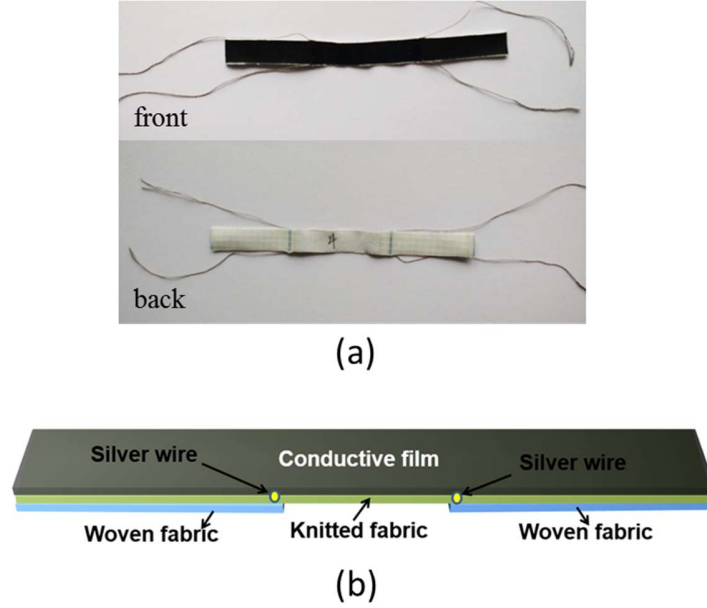 front
back
(a)
Silver wire
Conductive film
Silver wire
Woven fabric
Knitted fabric
Woven fabric
(b)